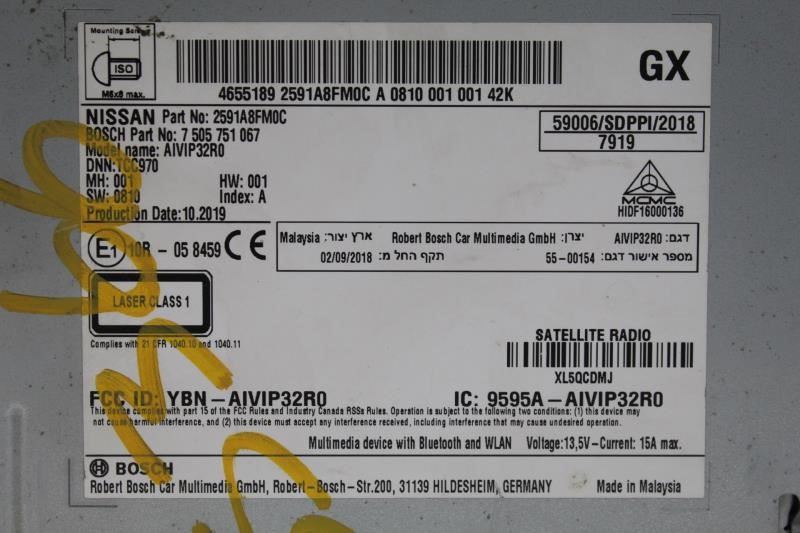 Mounting Screw
ISO
M5x8 max.
4655189 2591A8FM0C A 0810 001 001 42K
GX
NISSAN Part No: 2591A8FM0C
BOSCH Part No: 7 505 751 067
Model name: AIVIP32R0
DNN:TCC970
MH: 001 HW: 001
SW: 0810 Index: A
Production Date:10.2019
59006/SDPPI/2018
7919
MCMC
HIDF16000136
E1 10R - 05 8459 CE
דגם: AIVIP32R0 יצרן: Robert Bosch Car Multimedia GmbH ארץ יצור: Malaysia
מספר אישור דגם: 55-00154 תקף החל מ: 02/09/2018
LASER CLASS 1
Complies with 21 CFR 1040.10 and 1040.11
SATELLITE RADIO
XL5QCDMJ
FCC ID: YBN-AIVIP32R0 IC: 9595A-AIVIP32R0
This device complies with part 15 of the FCC Rules and Industry Canada RSSs Rules. Operation is subject to the following two conditions: (1) this device may
not cause harmful interference, and (2) this device must accept any interference received, including interference that may cause undesired operation of this device.
Multimedia device with Bluetooth and WLAN Voltage:13,5V-Current: 15A max.
BOSCH
Robert Bosch Car Multimedia GmbH, Robert-Bosch-Str.200, 31139 HILDESHEIM, GERMANY Made in Malaysia